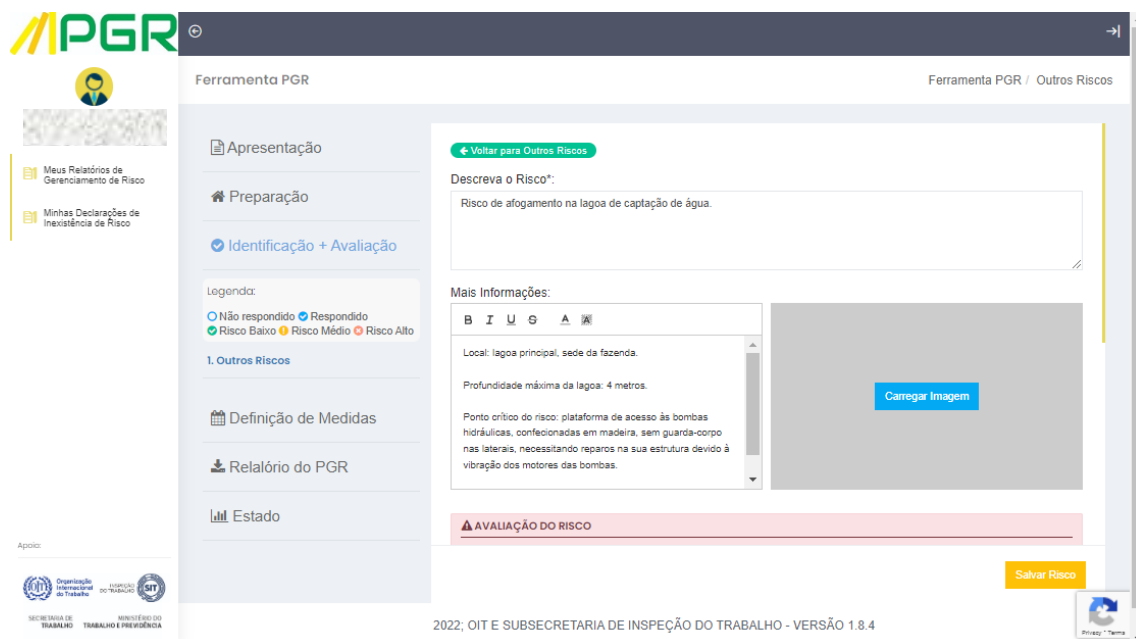 PGR
Ferramenta PGR
Ferramenta PGR / Outros Riscos
Meus Relatórios de
Gerenciamento de Risco
Minhas Declarações de
Inexistência de Risco
Apoio:
Organização
Internacional
do Trabalho
INSPEÇÃO
DO TRABALHO
SIT
SECRETARIA DE
TRABALHO
MINISTÉRIO DO
TRABALHO E PREVIDÊNCIA
Apresentação
Preparação
Identificação + Avaliação
Legenda:
Não respondido Respondido
Risco Baixo Risco Médio Risco Alto
1. Outros Riscos
Definição de Medidas
Relalório do PGR
Estado
Voltar para Outros Riscos
Descreva o Risco*:
Risco de afogamento na lagoa de captação de água.
Mais Informações:
B I U S A A
Local: lagoa principal, sede da fazenda.
Profundidade máxima da lagoa: 4 metros.
Ponto crítico do risco: plataforma de acesso às bombas
hidráulicas, confecionadas em madeira, sem guarda-corpo
nas laterais, necessitando reparos na sua estrutura devido à
vibração dos motores das bombas.
Carregar Imagem
AVALIAÇÃO DO RISCO
Salvar Risco
2022; OIT E SUBSECRETARIA DE INSPEÇÃO DO TRABALHO - VERSÃO 1.8.4
Privacy - Terms